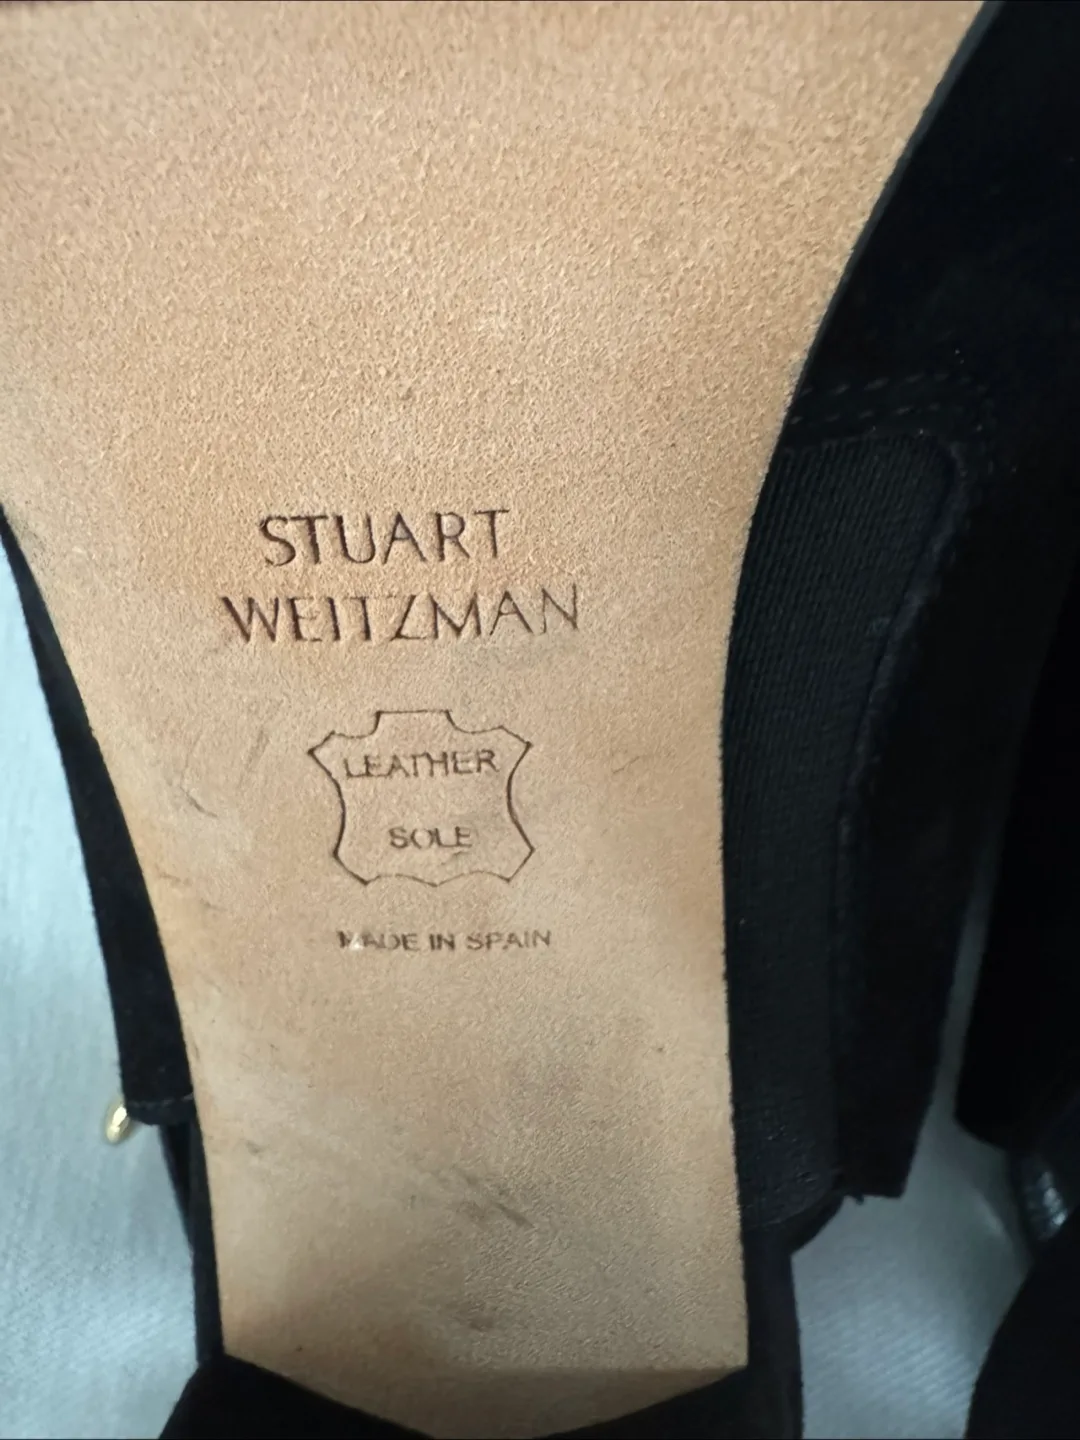 STUART
WEITZMAN
LEATHER
SOLE
MADE IN SPAIN